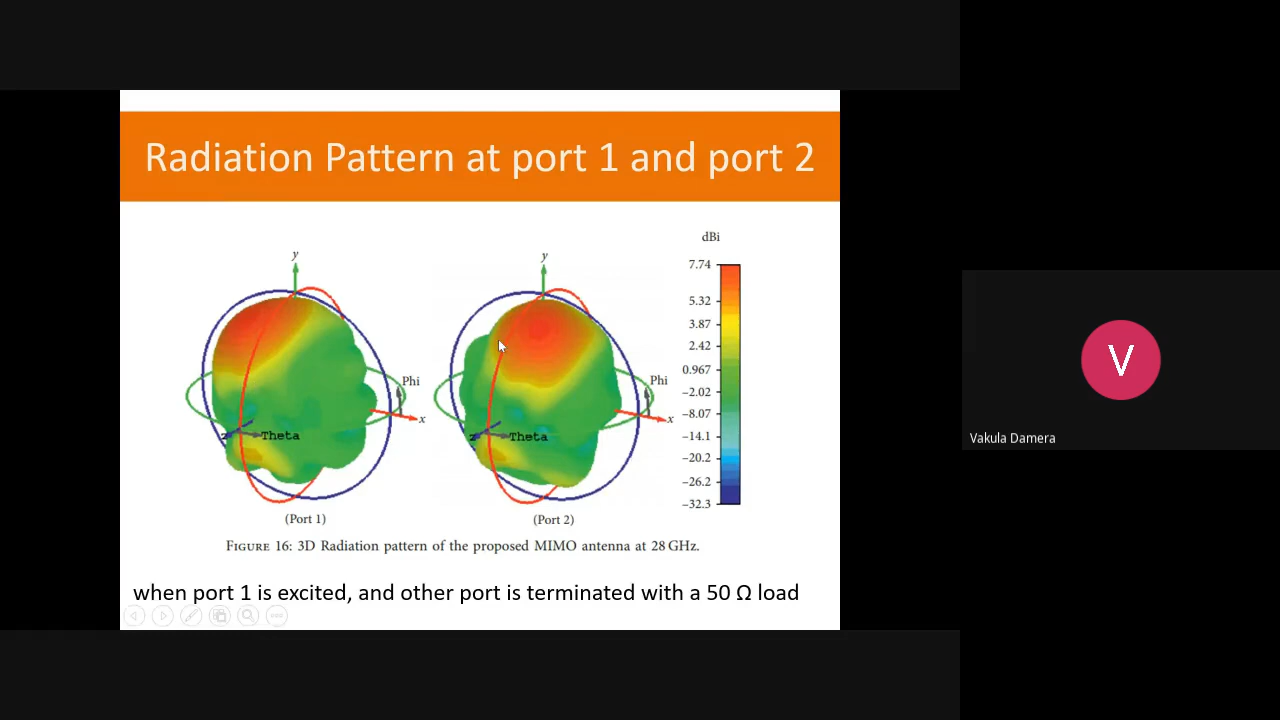 Radiation Pattern at port 1 and port 2
dBi
y
y
7.74
5.32
3.87
2.42
0.967
−2.02
−8.07
−14.1
−20.2
−26.2
−32.3
Phi
x
z
Theta
Phi
x
z
Theta
(Port 1)
(Port 2)
FIGURE 16: 3D Radiation pattern of the proposed MIMO antenna at 28 GHz.
when port 1 is excited, and other port is terminated with a 50 Ω load
V
Vakula Damera